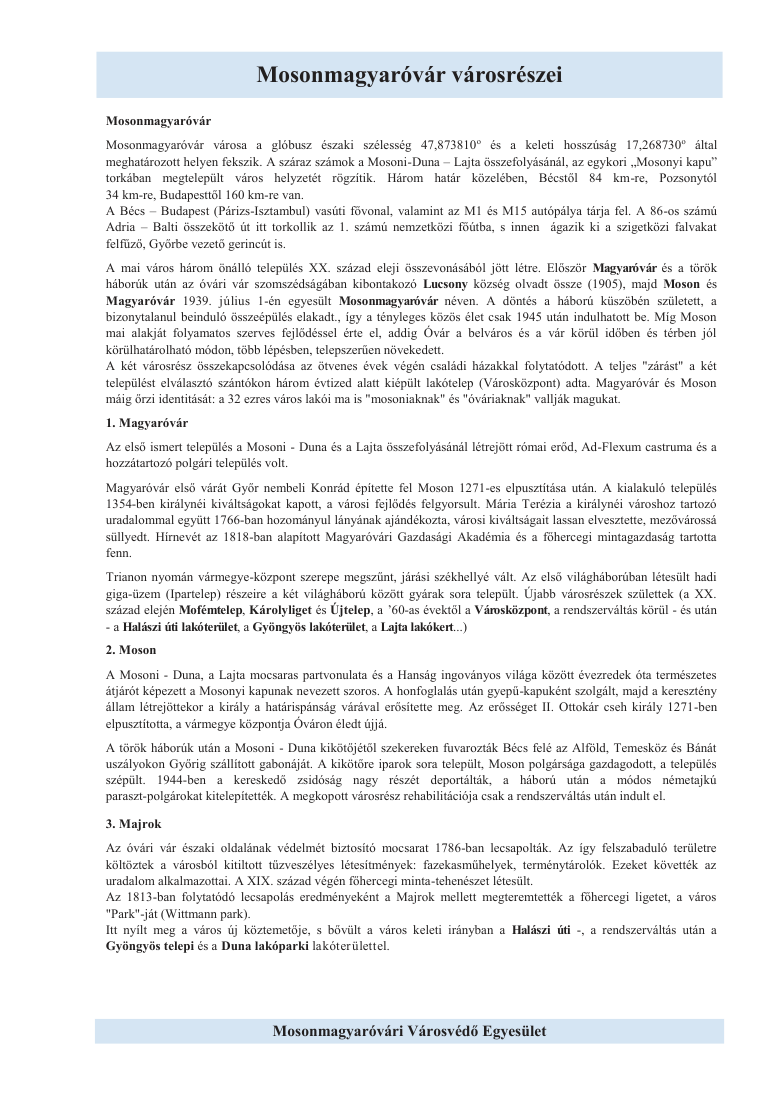 Mosonmagyaróvár városrészei
Mosonmagyaróvár
Mosonmagyaróvár városa a glóbusz északi szélesség 47,873810º és a keleti hosszúság 17,268730º által
meghatározott helyen fekszik. A száraz számok a Mosoni-Duna – Lajta összefolyásánál, az egykori „Mosonyi kapu”
torkában megtelepült város helyzetét rögzítik. Három határ közelében, Bécstől 84 km-re, Pozsonytól
34 km-re, Budapesttől 160 km-re van.
A Bécs – Budapest (Párizs-Isztambul) vasúti fővonal, valamint az M1 és M15 autópálya tárja fel. A 86-os számú
Adria – Balti összekötő út itt torkollik az 1. számú nemzetközi főútba, s innen ágazik ki a szigetközi falvakat
felfűző, Győrbe vezető gerincút is.
A mai város három önálló település XX. század eleji összevonásából jött létre. Először Magyaróvár és a török
háborúk után az óvári vár szomszédságában kibontakozó Lucsony község olvadt össze (1905), majd Moson és
Magyaróvár 1939. július 1-én egyesült Mosonmagyaróvár néven. A döntés a háború küszöbén született, a
bizonytalanul beinduló összeépülés elakadt., így a tényleges közös élet csak 1945 után indulhatott be. Míg Moson
mai alakját folyamatos szerves fejlődéssel érte el, addig Óvár a belváros és a vár körül időben és térben jól
körülhatárolható módon, több lépésben, telepszerűen növekedett.
A két városrész összekapcsolódása az ötvenes évek végén családi házakkal folytatódott. A teljes "zárást" a két
települést elválasztó szántókon három évtized alatt kiépült lakótelep (Városközpont) adta. Magyaróvár és Moson
máig őrzi identitását: a 32 ezres város lakói ma is "mosoniaknak" és "óváriaknak" vallják magukat.
1. Magyaróvár
Az első ismert település a Mosoni - Duna és a Lajta összefolyásánál létrejött római erőd, Ad-Flexum castruma és a
hozzátartozó polgári település volt.
Magyaróvár első várát Győr nembeli Konrád építette fel Moson 1271-es elpusztítása után. A kialakuló település
1354-ben királynéi kiváltságokat kapott, a városi fejlődés felgyorsult. Mária Terézia a királynéi városhoz tartozó
uradalommal együtt 1766-ban hozományul lányának ajándékozta, városi kiváltságait lassan elvesztette, mezővárossá
süllyedt. Hírnevét az 1818-ban alapított Magyaróvári Gazdasági Akadémia és a főhercegi mintagazdaság tartotta
fenn.
Trianon nyomán vármegye-központ szerepe megszűnt, járási székhellyé vált. Az első világháborúban létesült hadi
giga-üzem (Ipartelep) részeire a két világháború között gyárak sora települt. Újabb városrészek születtek (a XX.
század elején Mofémtelep, Károlyliget és Újtelep, a ’60-as évektől a Városközpont, a rendszerváltás körül - és után
- a Halászi úti lakóterület, a Gyöngyös lakóterület, a Lajta lakókert...)
2. Moson
A Mosoni - Duna, a Lajta mocsaras partvonulata és a Hanság ingoványos világa között évezredek óta természetes
átjárót képezett a Mosonyi kapunak nevezett szoros. A honfoglalás után gyepű-kapuként szolgált, majd a keresztény
állam létrejöttekor a király a határispánság várával erősítette meg. Az erősséget II. Ottokár cseh király 1271-ben
elpusztította, a vármegye központja Óváron éledt újjá.
A török háborúk után a Mosoni - Duna kikötőjétől szekereken fuvarozták Bécs felé az Alföld, Temesköz és Bánát
uszályokon Győrig szállított gabonáját. A kikötőre iparok sora települt, Moson polgársága gazdagodott, a település
szépült. 1944-ben a kereskedő zsidóság nagy részét deportálták, a háború után a módos németajkú
paraszt-polgárokat kitelepítették. A megkopott városrész rehabilitációja csak a rendszerváltás után indult el.
3. Majrok
Az óvári vár északi oldalának védelmét biztosító mocsarat 1786-ban lecsapolták. Az így felszabaduló területre
költöztek a városból kitiltott tűzveszélyes létesítmények: fazekasműhelyek, terménytárolók. Ezeket követték az
uradalom alkalmazottai. A XIX. század végén főhercegi minta-tehenészet létesült.
Az 1813-ban folytatódó lecsapolás eredményeként a Majrok mellett megteremtették a főhercegi ligetet, a város
"Park"-ját (Wittmann park).
Itt nyílt meg a város új köztemetője, s bővült a város keleti irányban a Halászi úti -, a rendszerváltás után a
Gyöngyös telepi és a Duna lakóparki lakóterülettel.
Mosonmagyaróvári Városvédő Egyesület